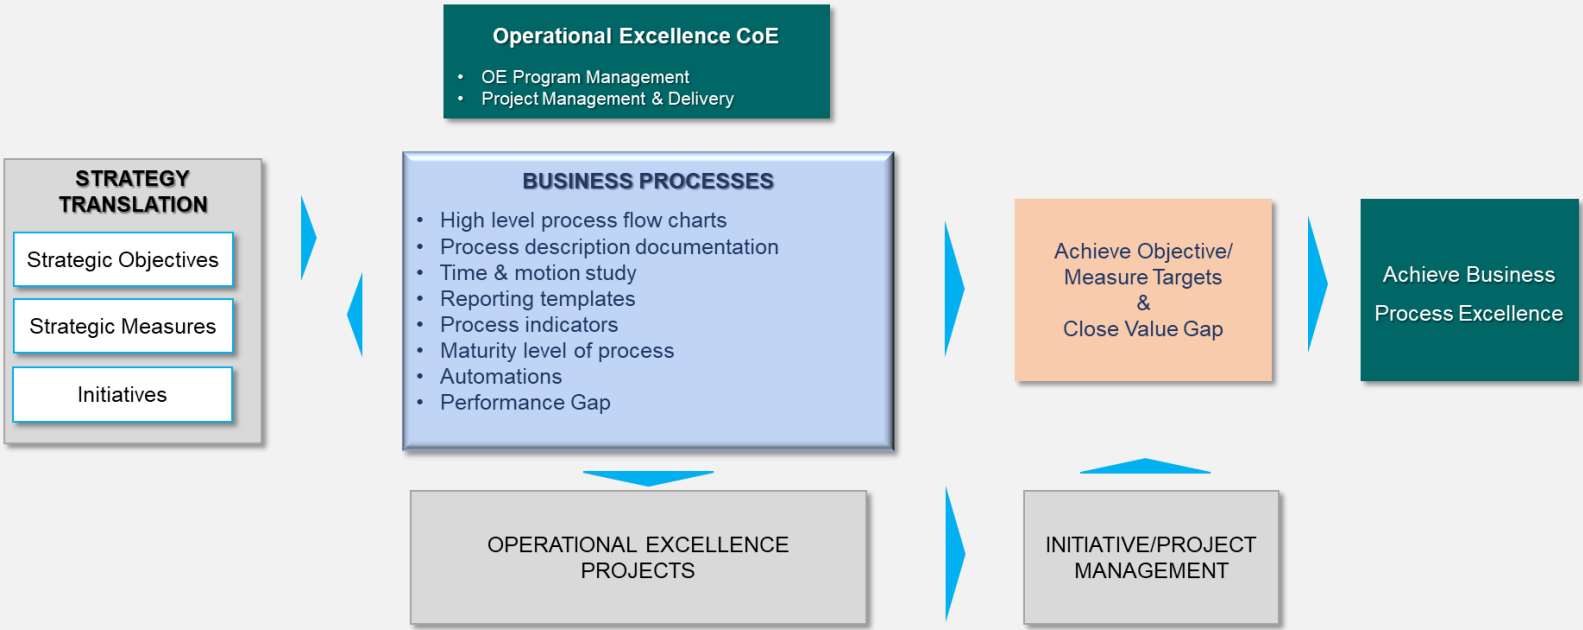 Operational Excellence CoE
• OE Program Management
• Project Management & Delivery
STRATEGY
TRANSLATION
Strategic Objectives
Strategic Measures
Initiatives
BUSINESS PROCESSES
• High level process flow charts
• Process description documentation
• Time & motion study
• Reporting templates
• Process indicators
• Maturity level of process
• Automations
• Performance Gap
Achieve Objective/
Measure Targets
&
Close Value Gap
Achieve Business
Process Excellence
OPERATIONAL EXCELLENCE
PROJECTS
INITIATIVE/PROJECT
MANAGEMENT